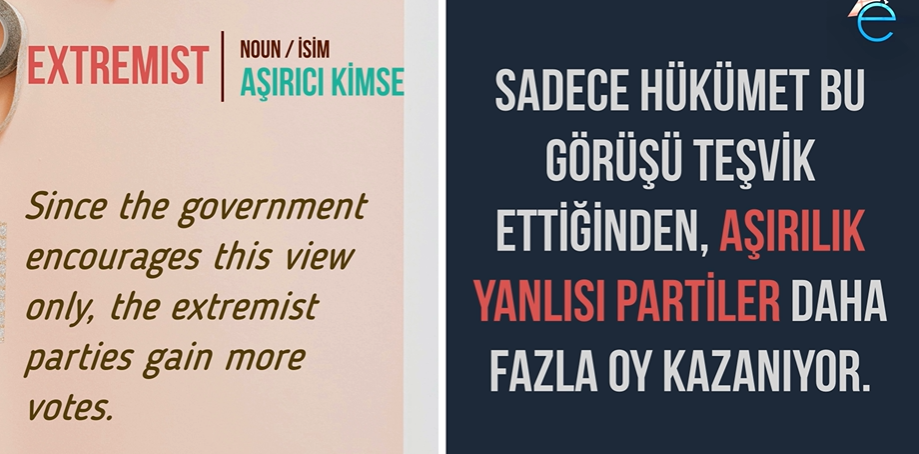 EXTREMIST
NOUN / İSİM
AŞIRICI KİMSE
Since the government
encourages this view
only, the extremist
parties gain more
votes.
e
SADECE HÜKÜMET BU
GÖRÜŞÜ TEŞVİK
ETTİĞİNDEN, AŞIRILIK
YANLISI PARTİLER DAHA
FAZLA OY KAZANIYOR.